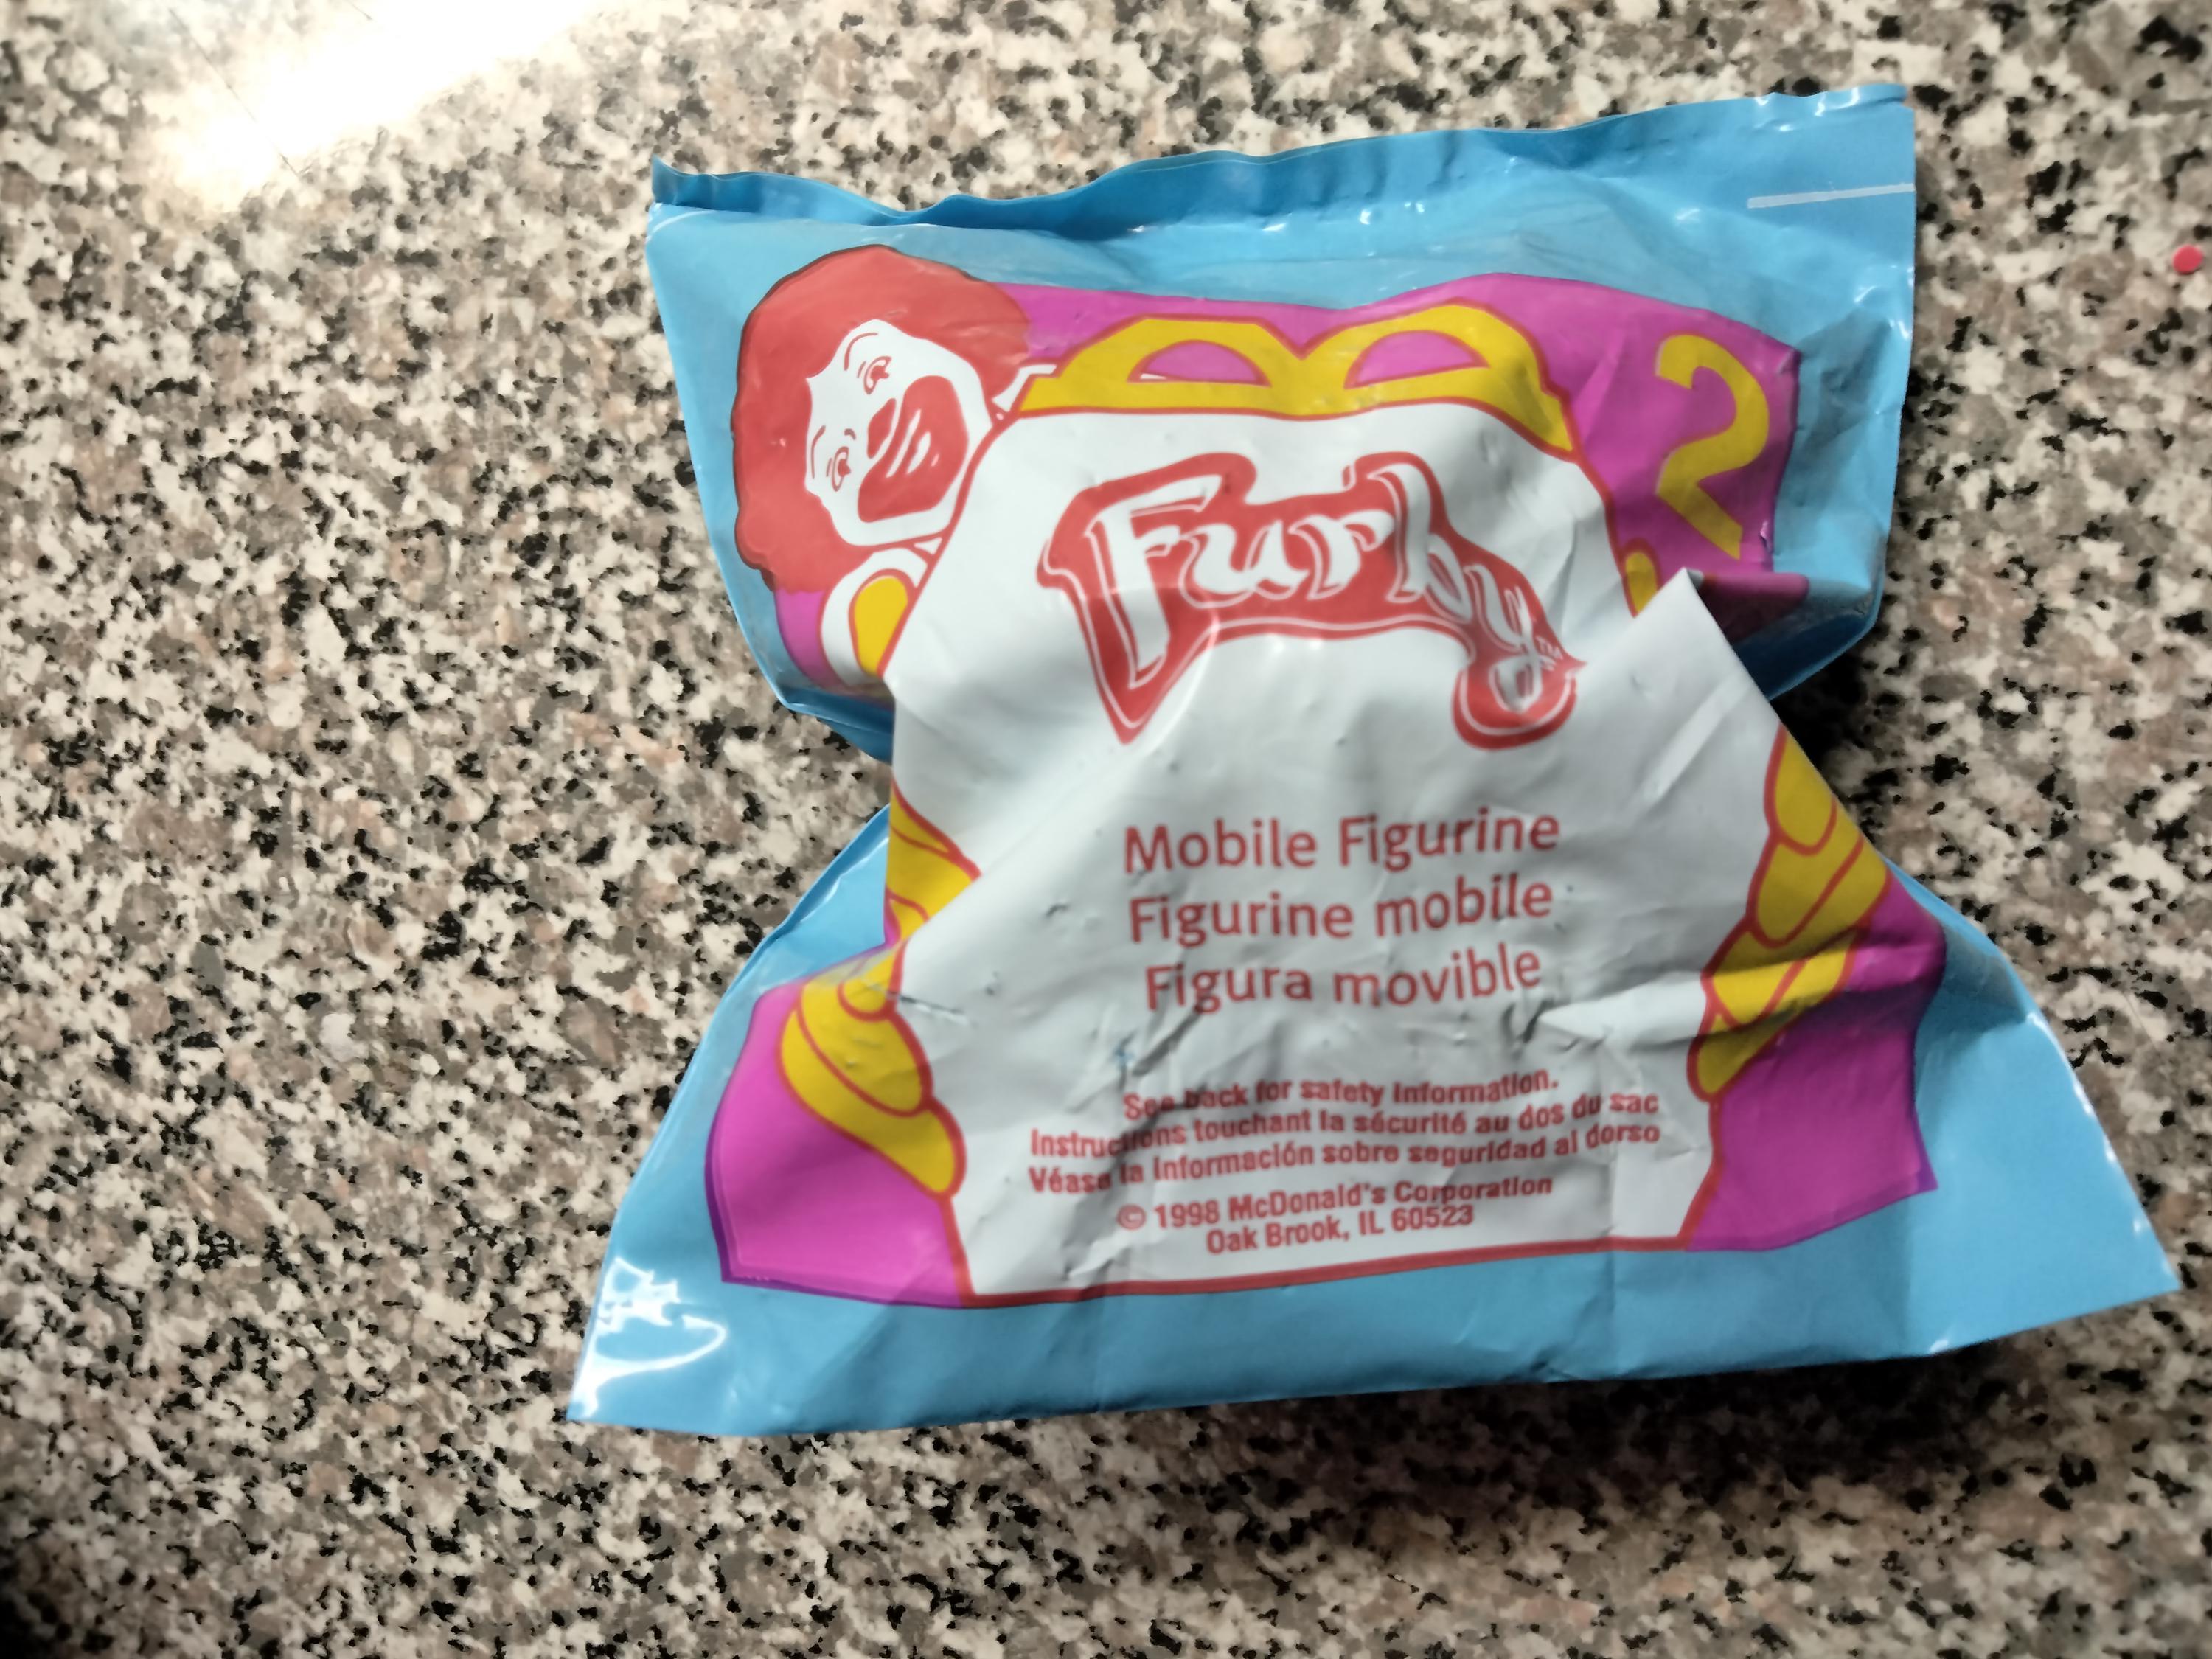 2
Furby™
Mobile Figurine
Figurine mobile
Figura movible
See back for safety information.
Instructions touchant la sécurité au dos du sac
Véase la información sobre seguridad al dorso
© 1998 McDonald's Corporation
Oak Brook, IL 60523